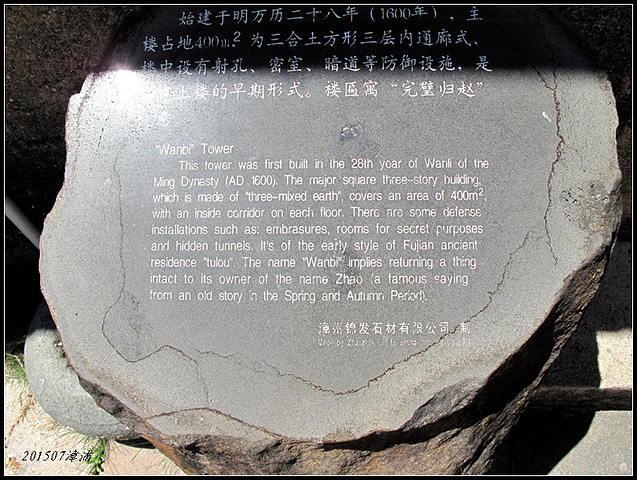 始建于明万历二十八年（1600年），主
楼占地400m²为三合土方形三层内通廊式，
楼中设有射孔、密室、暗道等防御设施，是
土楼的早期形式。楼匾寓“完璧归赵”
意
"Wanbi" Tower
This tower was first built in the 28th year of Wanli of the
Ming Dynasty (AD 1600). The major square three-story building,
which is made of "three-mixed earth", covers an area of 400m²,
with an inside corridor on each floor. There are some defense
installations such as: embrasures, rooms for secret purposes
and hidden tunnels. It's of the early style of Fujian ancient
residence "tulou". The name "Wanbi" implies returning a thing
intact to its owner of the name Zhao (a famous saying
from an old story in the Spring and Autumn Period).
漳州锦发石材有限公司 制
Made by
201507漳浦